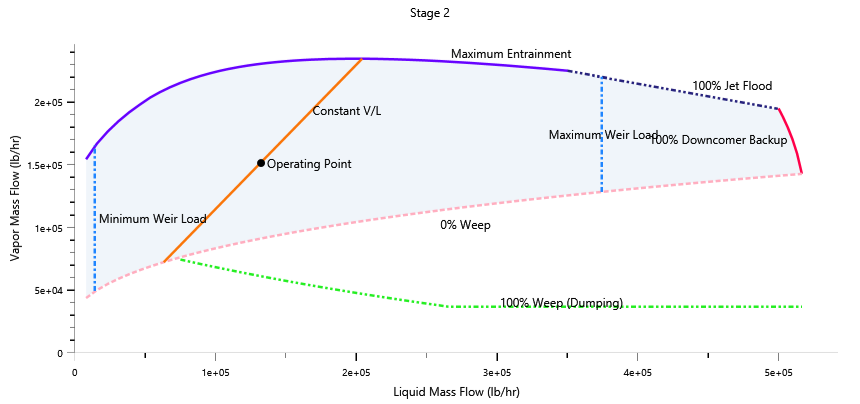 Stage 2
Maximum Entrainment
100% Jet Flood
2e+05
Constant V/L
Vapor Mass Flow (lb/hr)
Maximum Weir Load
100% Downcomer Backup
1.5e+05
Operating Point
Minimum Weir Load
0% Weep
1e+05
5e+04
100% Weep (Dumping)
0
0
1e+05
2e+05
3e+05
4e+05
5e+05
Liquid Mass Flow (lb/hr)